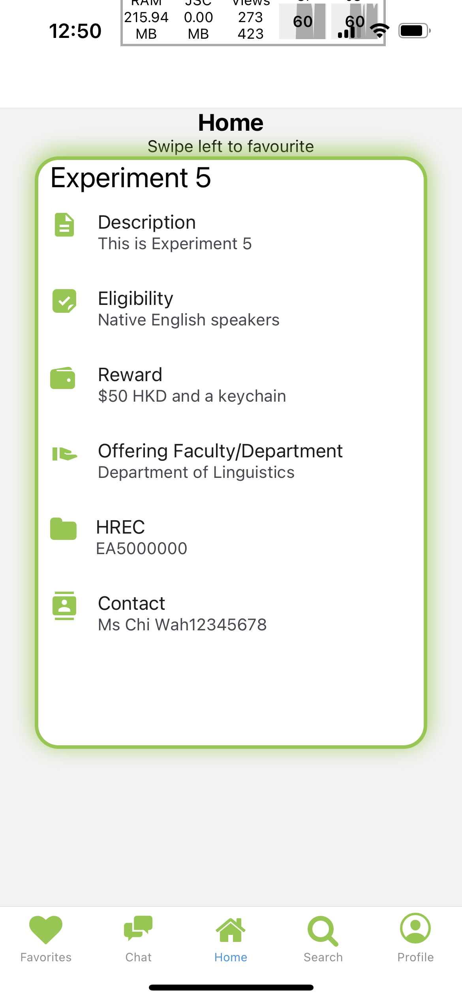 RAM JSC Views
215.94 0.00 273
MB MB 423
60 60
12:50
Home
Swipe left to favourite
Experiment 5
Description
This is Experiment 5
Eligibility
Native English speakers
Reward
$50 HKD and a keychain
Offering Faculty/Department
Department of Linguistics
HREC
EA5000000
Contact
Ms Chi Wah12345678
Favorites
Chat
Home
Search
Profile